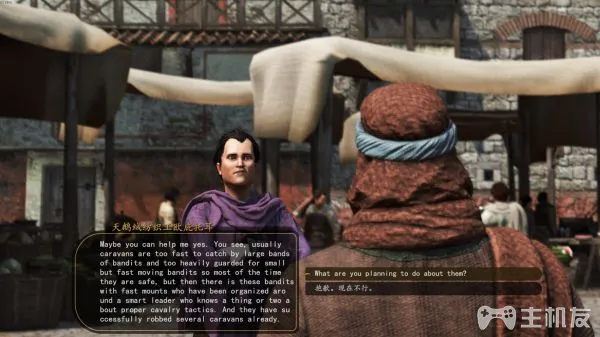 天鹅绒纺织工欧庇托耳
Maybe you can help me yes. You see, usually
caravans are too fast to catch by large bands
of bandits and too heavily guarded for small
but fast moving bandits so most of the time
they are safe, but then there is these bandits
with fast mounts who have been organized aro
und a smart leader who knows a thing or two a
bout proper cavalry tactics. And they have su
ccessfully robbed several caravans already.
What are you planning to do about them?
抱歉。现在不行。
主机友